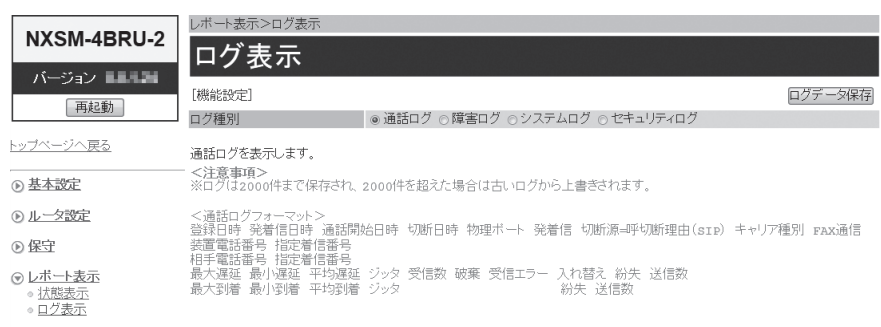 NXSM-4BRU-2
バージョン
再起動
トップページへ戻る
基本設定
ルータ設定
保守
レポート表示
状態表示
ログ表示
レポート表示>ログ表示
ログ表示
[機能設定]
ログデータ保存
ログ種別 通話ログ 障害ログ システムログ セキュリティログ
通話ログを表示します。
<注意事項>
※ログは2000件まで保存され、2000件を超えた場合は古いログから上書きされます。
<通話ログフォーマット>
登録日時 発着信日時 通話開始日時 切断日時 物理ポート 発着信 切断源=呼切断理由(SIP) キャリア種別 FAX通信
装置電話番号 指定着信番号
相手電話番号 指定着信番号
最大遅延 最小遅延 平均遅延 ジッタ 受信数 破棄 受信エラー 入れ替え 紛失 送信数
最大到着 最小到着 平均到着 ジッタ 紛失 送信数